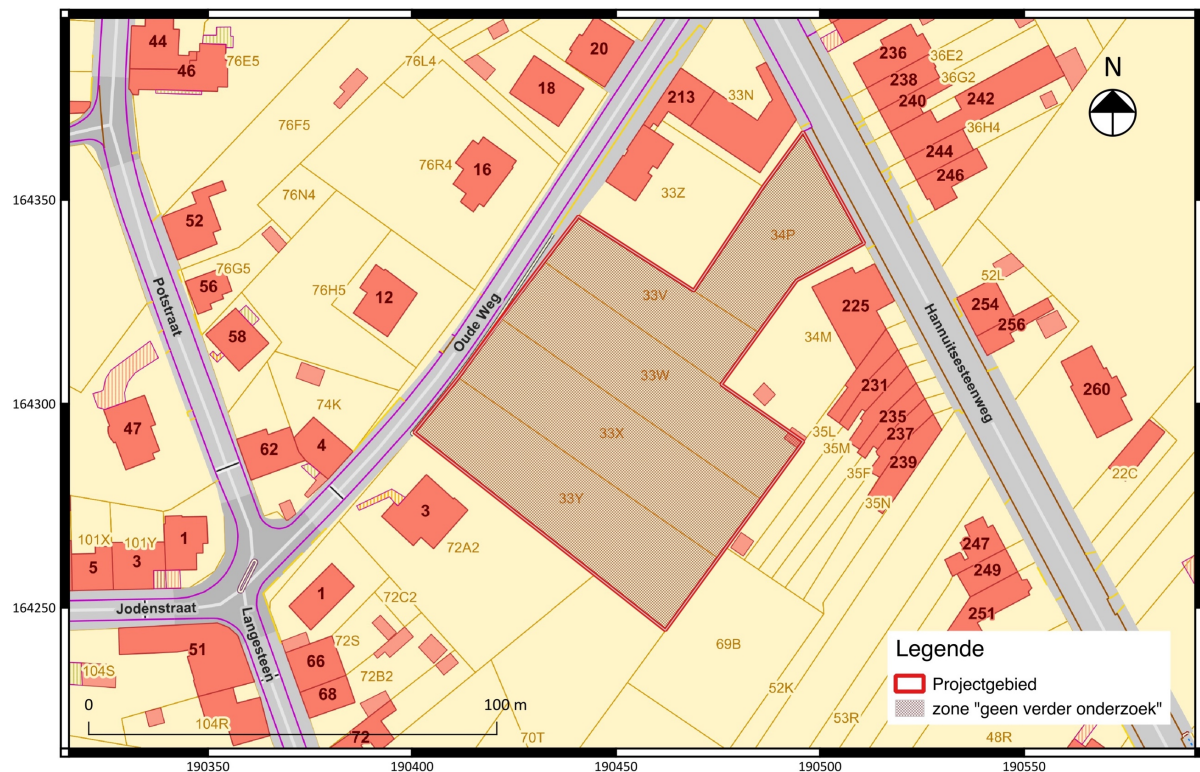 44
46
76E5
76L4
20
18
213
33N
236
36E2
238
36G2
240
242
36H4
244
246
N
76F5
16
76R4
33Z
164350
76N4
52
34P
76G5
56
76H5
12
33V
225
52L
254
256
Potstraat
58
Oude Weg
34M
Hannuitsesteenweg
33W
231
260
164300
74K
47
62
4
33X
235
35L
237
35M
239
35F
22C
33Y
35N
3
72A2
101X
101Y
1
5
3
247
249
164250
Jodenstraat
1
72C2
251
Langesteen
51
72S
66
69B
Legende
104S
72B2
68
52K
Projectgebied
0
100 m
53R
zone "geen verder onderzoek"
104R
72
70T
48R
190350
190400
190450
190500
190550